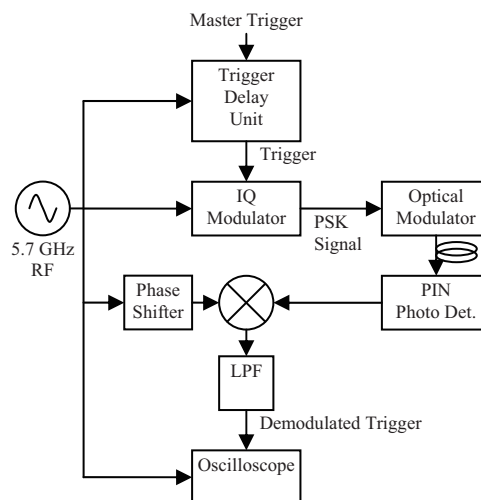 Master Trigger
Trigger
Delay
Unit
Trigger
IQ
Modulator
PSK
Signal
Optical
Modulator
5.7 GHz
RF
Phase
Shifter
PIN
Photo Det.
LPF
Demodulated Trigger
Oscilloscope